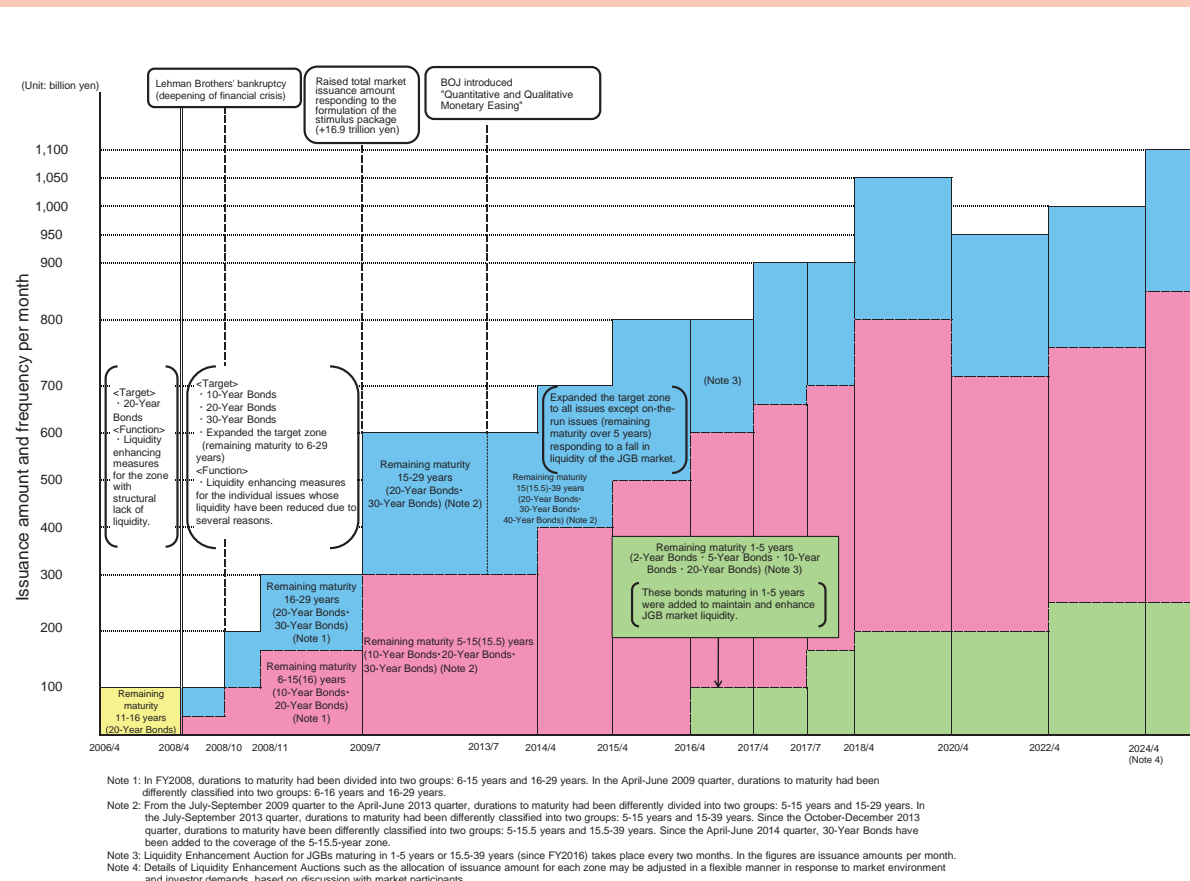 (Unit: billion yen)
Lehman Brothers' bankruptcy
(deepening of financial crisis)
Raised total market
issuance amount
responding to the
formulation of the
stimulus package
(+16.9 trillion yen)
BOJ introduced
"Quantitative and Qualitative
Monetary Easing"
Issuance amount and frequency per month
1,100
1,050
1,000
950
900
800
700
600
500
400
300
200
100
<Target>
・20-Year
Bonds
<Function>
・Liquidity
enhancing
measures
for the zone
with
structural
lack of
liquidity.
<Target>
・10-Year Bonds
・20-Year Bonds
・30-Year Bonds
・Expanded the target zone
(remaining maturity to 6-29
years)
<Function>
・Liquidity enhancing measures
for the individual issues whose
liquidity have been reduced due to
several reasons.
Remaining
maturity
11-16 years
(20-Year Bonds)
Remaining maturity
16-29 years
(20-Year Bonds・
30-Year Bonds)
(Note 1)
Remaining maturity
6-15(16) years
(10-Year Bonds・
20-Year Bonds)
(Note 1)
Remaining maturity
15-29 years
(20-Year Bonds・
30-Year Bonds) (Note 2)
Remaining maturity 5-15(15.5) years
(10-Year Bonds・20-Year Bonds・
30-Year Bonds) (Note 2)
Expanded the target zone
to all issues except on-the-
run issues (remaining
maturity over 5 years)
responding to a fall in
liquidity of the JGB market.
Remaining maturity
15(15.5)-39 years
(20-Year Bonds・
30-Year Bonds・
40-Year Bonds) (Note 2)
(Note 3)
Remaining maturity 1-5 years
(2-Year Bonds・5-Year Bonds・10-Year
Bonds・20-Year Bonds) (Note 3)
These bonds maturing in 1-5 years
were added to maintain and enhance
JGB market liquidity.
2006/4
2008/4
2008/10
2008/11
2009/7
2013/7
2014/4
2015/4
2016/4
2017/4
2017/7
2018/4
2020/4
2022/4
2024/4
(Note 4)
Note 1: In FY2008, durations to maturity had been divided into two groups: 6-15 years and 16-29 years. In the April-June 2009 quarter, durations to maturity had been
differently classified into two groups: 6-16 years and 16-29 years.
Note 2: From the July-September 2009 quarter to the April-June 2013 quarter, durations to maturity had been differently divided into two groups: 5-15 years and 15-29 years. In
the July-September 2013 quarter, durations to maturity had been differently classified into two groups: 5-15 years and 15-39 years. Since the October-December 2013
quarter, durations to maturity have been differently classified into two groups: 5-15.5 years and 15.5-39 years. Since the April-June 2014 quarter, 30-Year Bonds have
been added to the coverage of the 5-15.5-year zone.
Note 3: Liquidity Enhancement Auction for JGBs maturing in 1-5 years or 15.5-39 years (since FY2016) takes place every two months. In the figures are issuance amounts per month.
Note 4: Details of Liquidity Enhancement Auctions such as the allocation of issuance amount for each zone may be adjusted in a flexible manner in response to market environment
and investor demands, based on discussion with market participants.